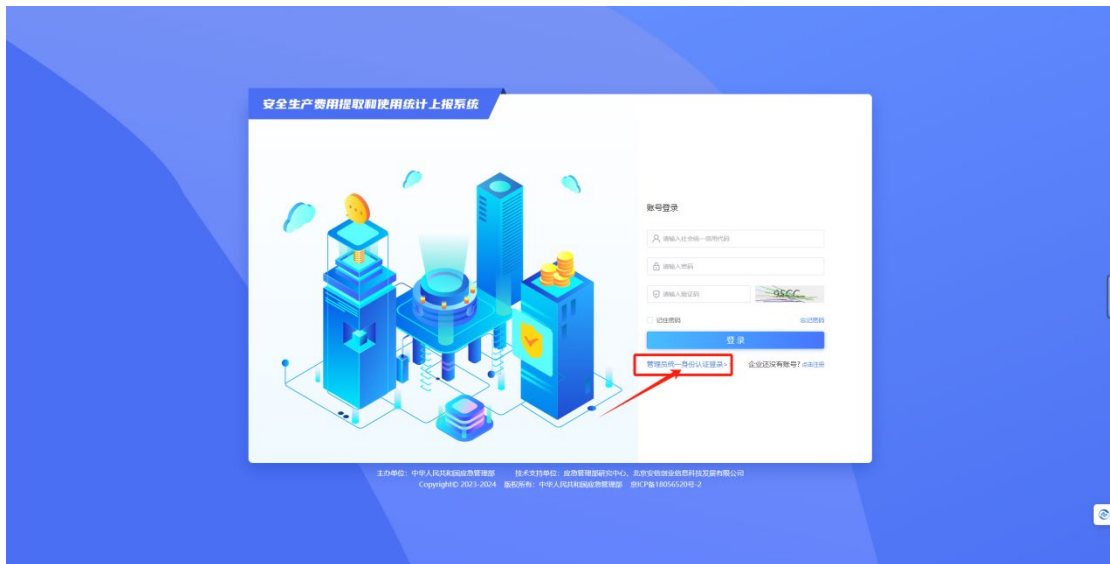 安全生产费用提取和使用统计上报系统
账号登录
请输入社会统一信用代码
请输入密码
请输入验证码
记住密码 忘记密码
登录
管理员统一身份认证登录> 企业还没有账号? 点击注册
主办单位：中华人民共和国应急管理部 技术支持单位：应急管理部研究中心、北京安信创业信息科技发展有限公司
Copyright© 2023-2024 版权所有：中华人民共和国应急管理部 京ICP备18056520号-2